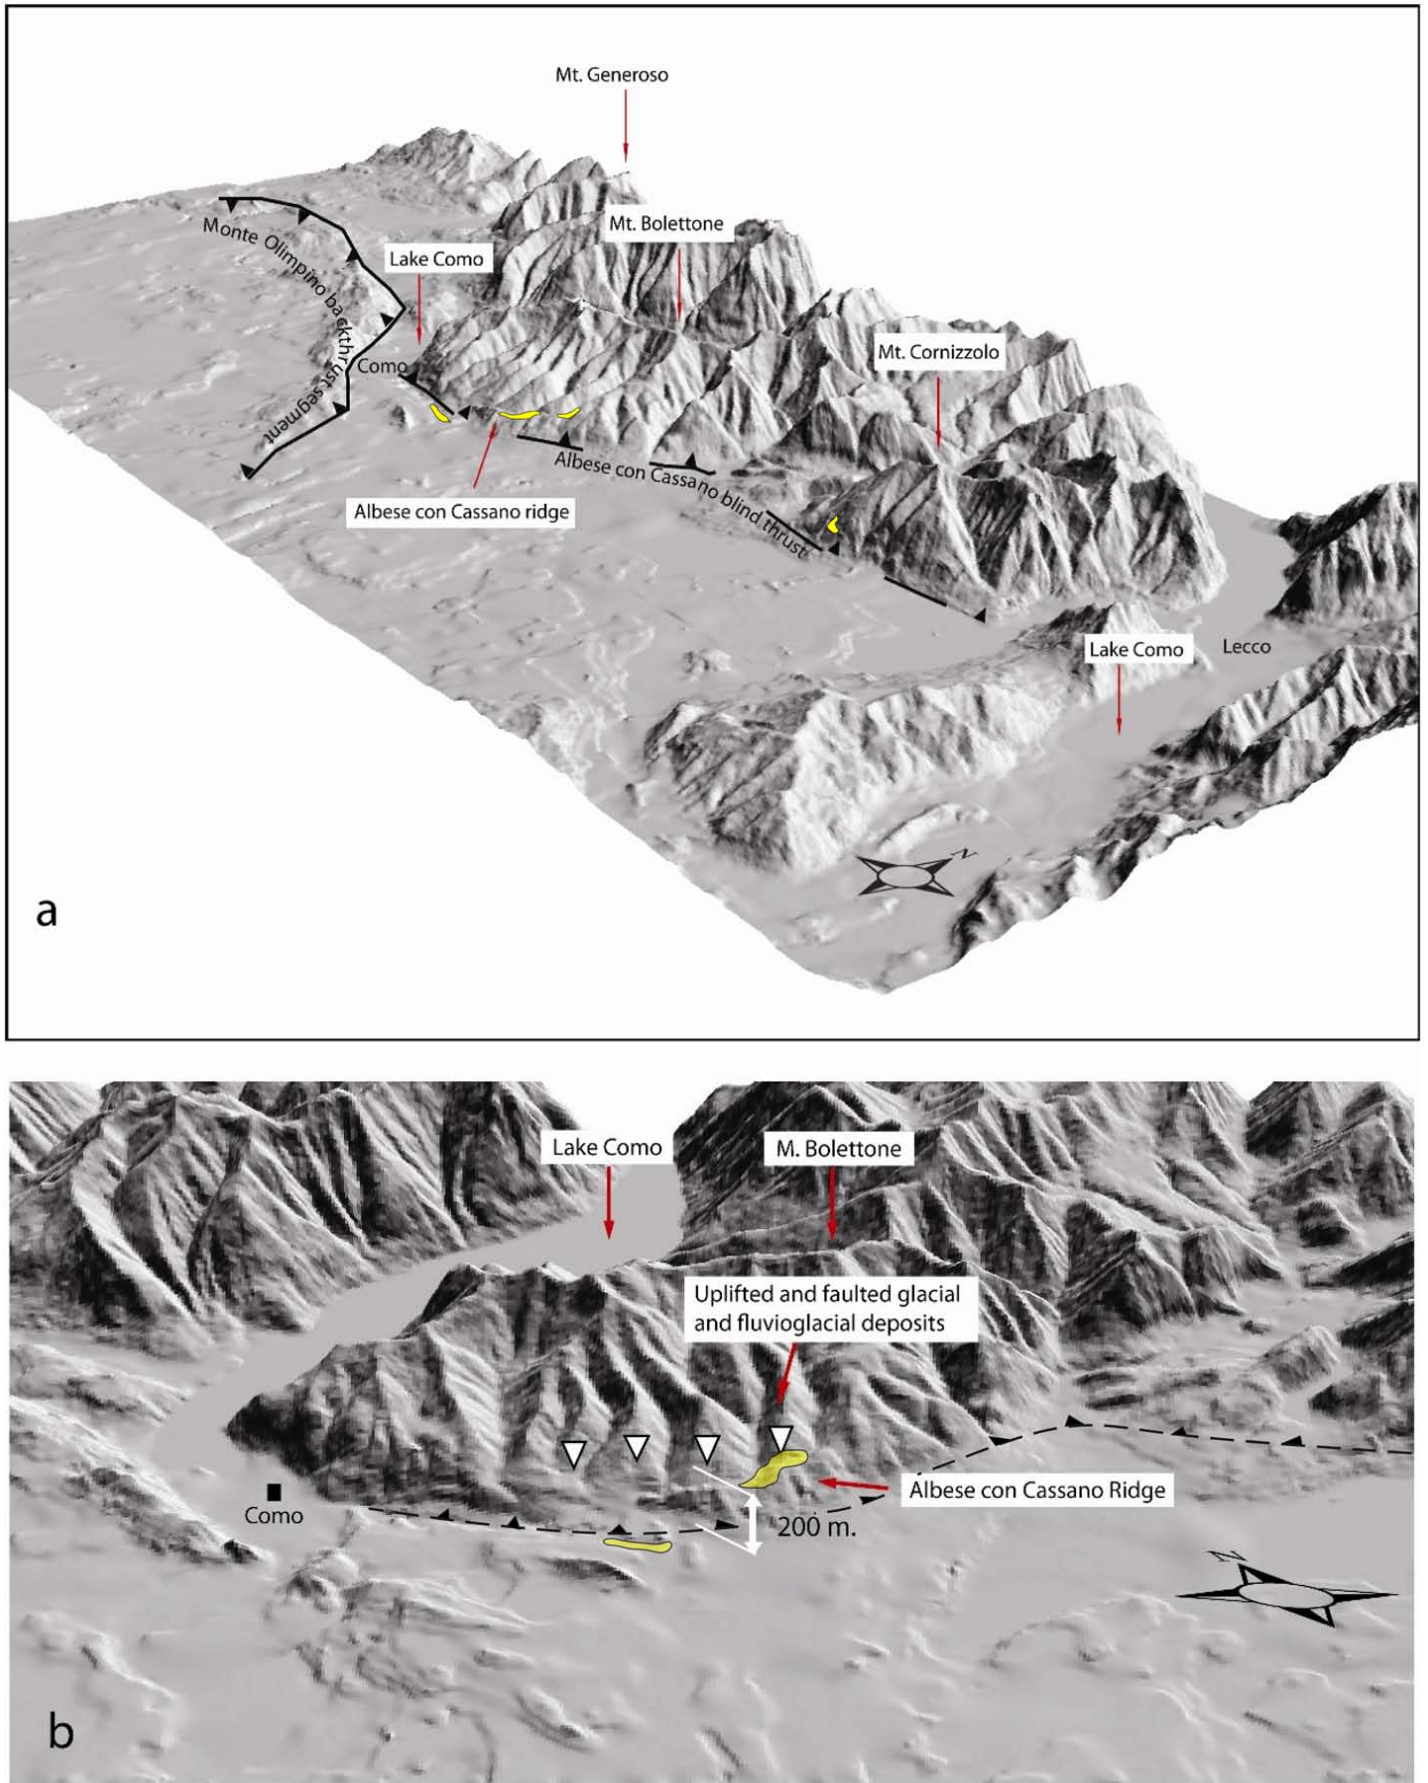 Mt. Generoso
Mt. Bolettone
Monte Olimpino backthrust segment
Lake Como
Mt. Cornizzolo
Como
Albese con Cassano blind thrust
Albese con Cassano ridge
Lake Como
Lecco
N
a
Lake Como
M. Bolettone
Uplifted and faulted glacial
and fluvioglacial deposits
Albese con Cassano Ridge
Como
200 m.
N
b